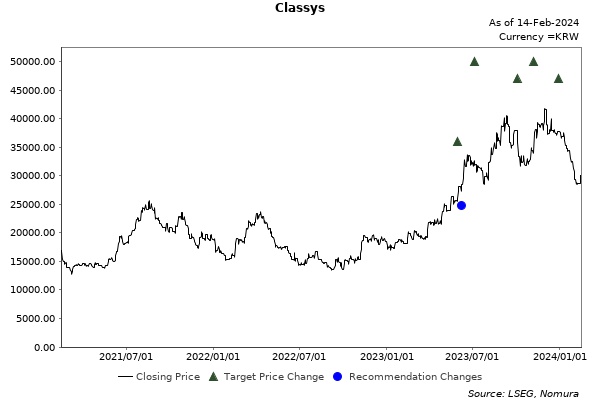 Classys
As of 14-Feb-2024
Currency =KRW
50000.00
45000.00
40000.00
35000.00
30000.00
25000.00
20000.00
15000.00
10000.00
5000.00
0.00
2021/07/01 2022/01/01 2022/07/01 2023/01/01 2023/07/01 2024/01/01
Closing Price Target Price Change Recommendation Changes
Source: LSEG, Nomura